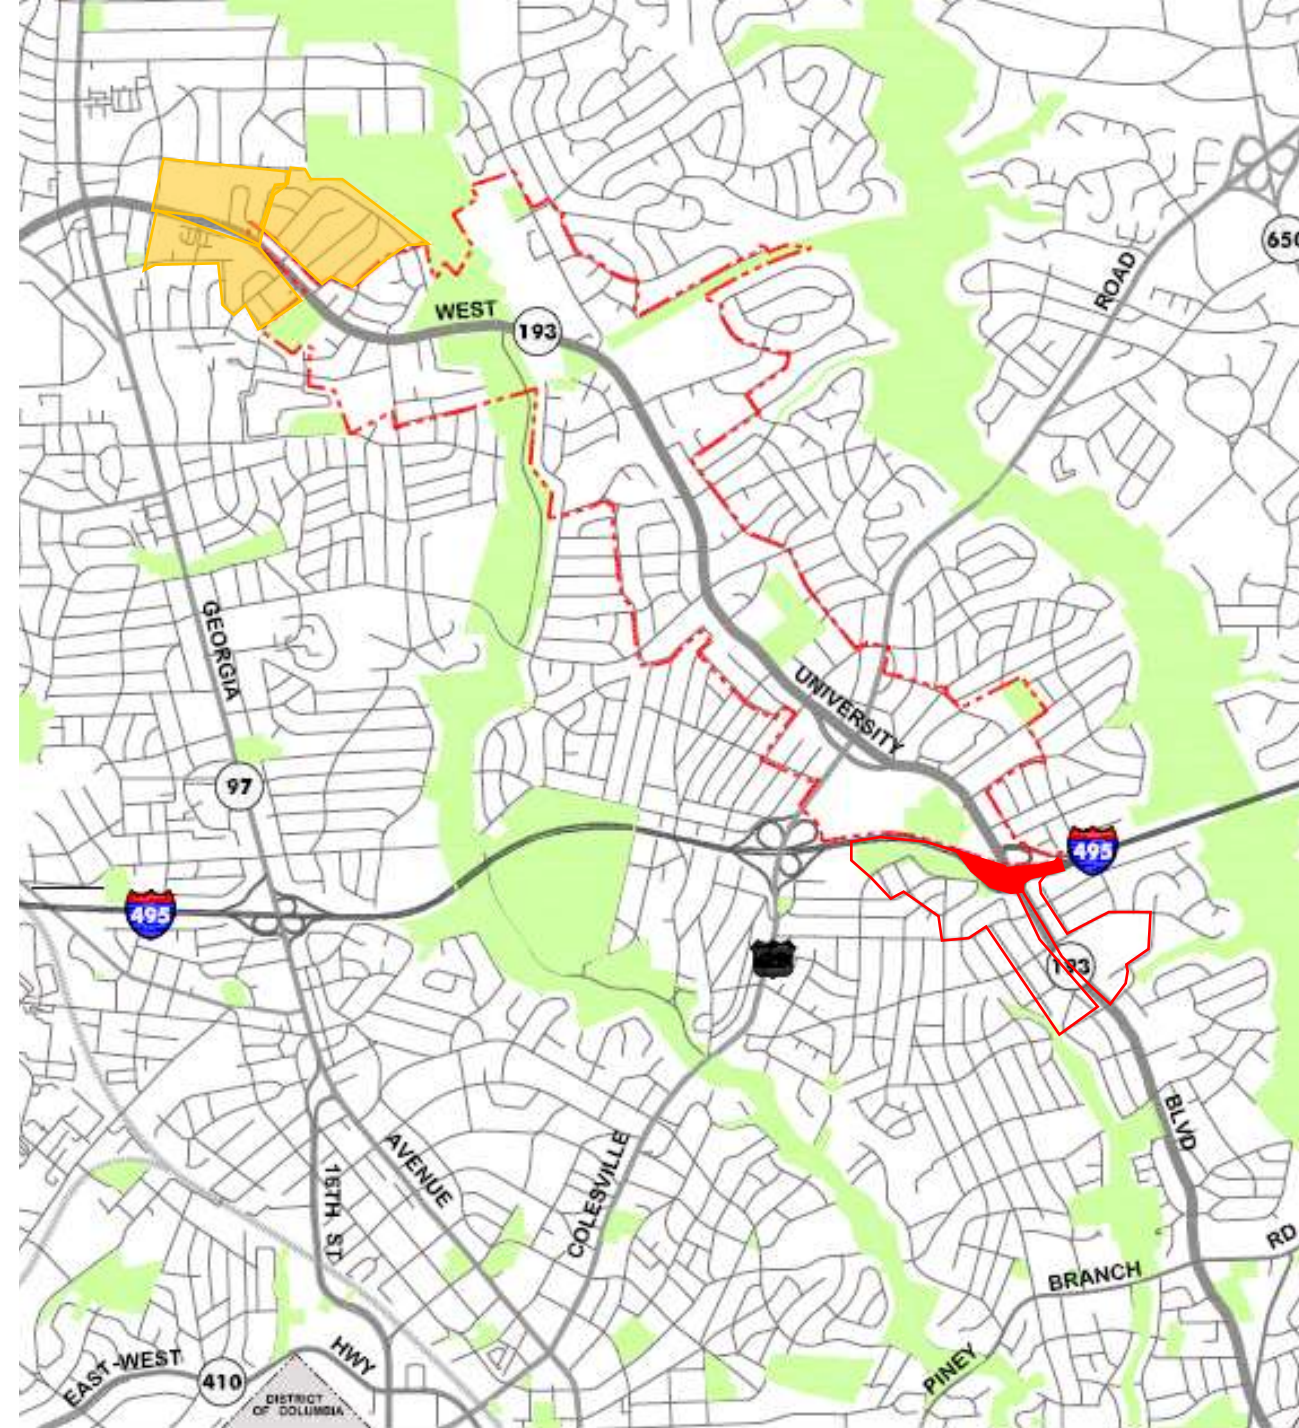 650
ROAD
WEST
193
GEORGIA
UNIVERSITY
97
495
495
193
BLVD
AVENUE
16TH ST
COLESVILLE
RD
BRANCH
HWY
EAST-WEST
PINEY
410
DISTRICT
OF COLUMBIA